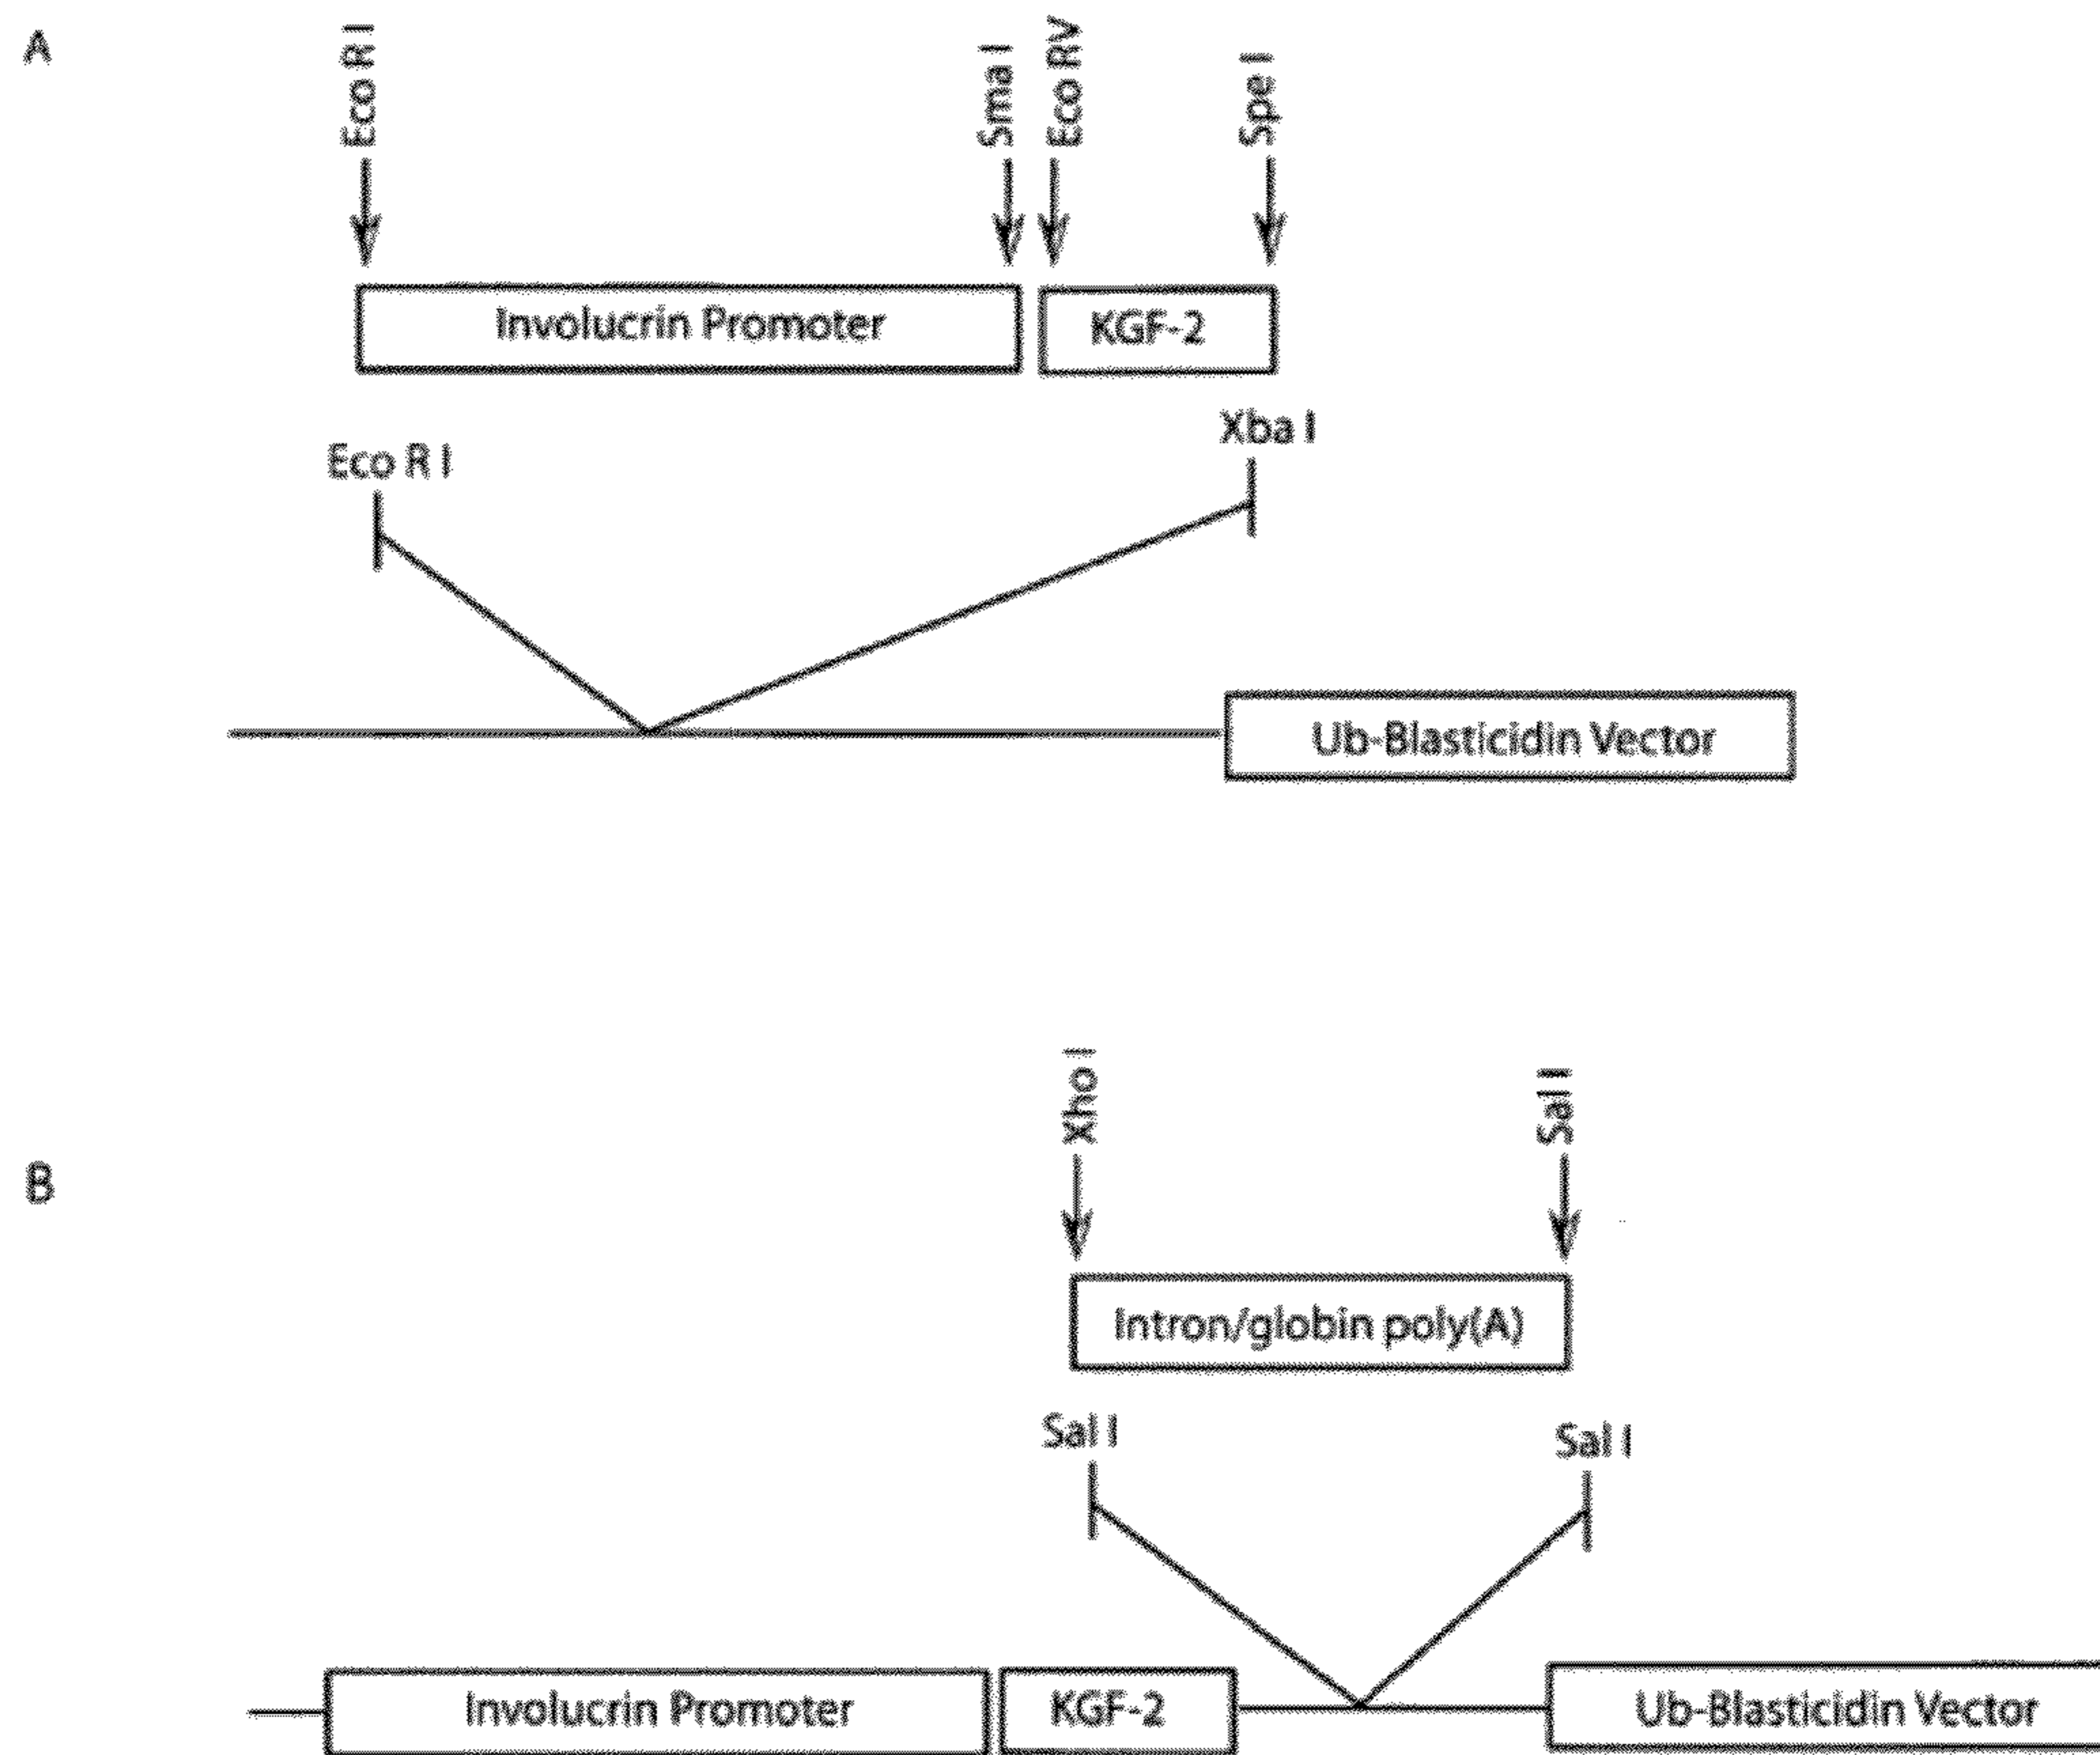 A
Eco R I
Sma I
Eco RV
Spe I
Involucrin Promoter
KGF-2
Eco R I
Xba I
Ub-Blasticidin Vector
B
Xho I
Sal I
Intron/globin poly(A)
Sal I
Sal I
Involucrin Promoter
KGF-2
Ub-Blasticidin Vector